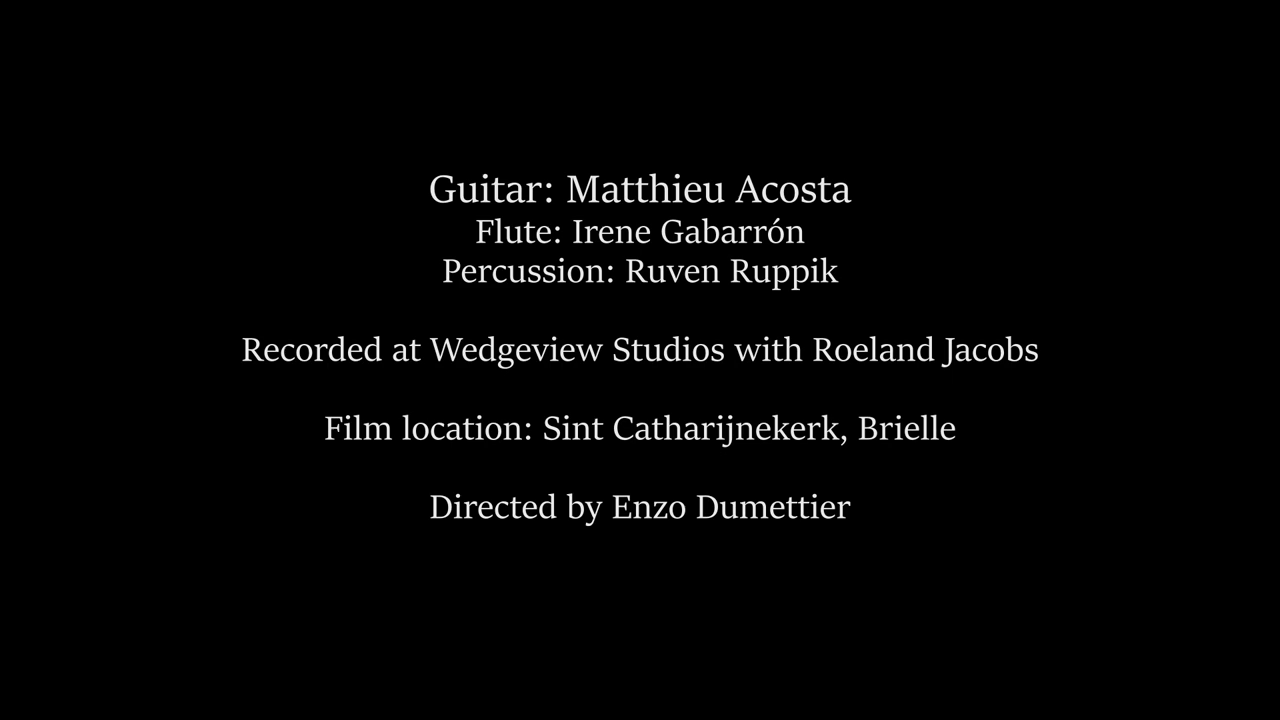 Guitar: Matthieu Acosta
Flute: Irene Gabarrón
Percussion: Ruven Ruppik
Recorded at Wedgeview Studios with Roeland Jacobs
Film location: Sint Catharijnekerk, Brielle
Directed by Enzo Dumettier